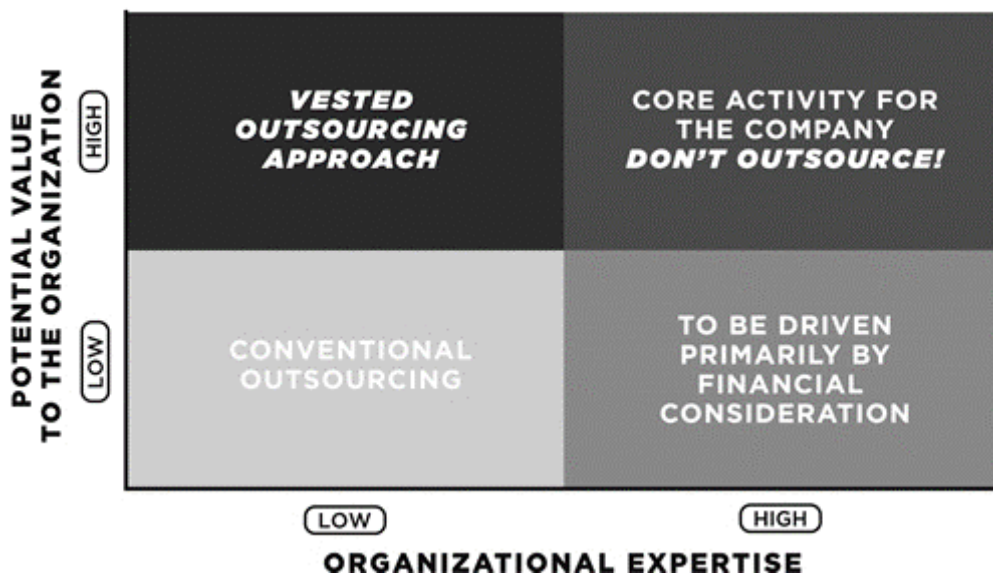 POTENTIAL VALUE
TO THE ORGANIZATION
HIGH
LOW
VESTED
OUTSOURCING
APPROACH
CORE ACTIVITY FOR
THE COMPANY
DON'T OUTSOURCE!
CONVENTIONAL
OUTSOURCING
TO BE DRIVEN
PRIMARILY BY
FINANCIAL
CONSIDERATION
LOW
HIGH
ORGANIZATIONAL EXPERTISE